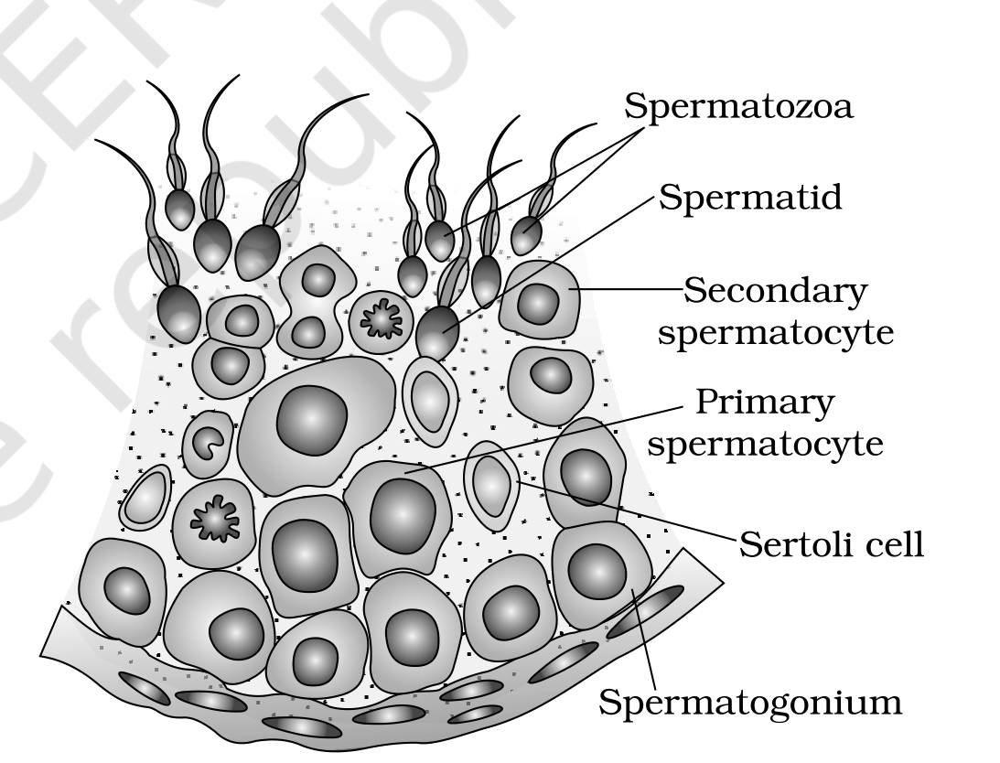 Spermatozoa
Spermatid
Secondary
spermatocyte
Primary
spermatocyte
Sertoli cell
Spermatogonium